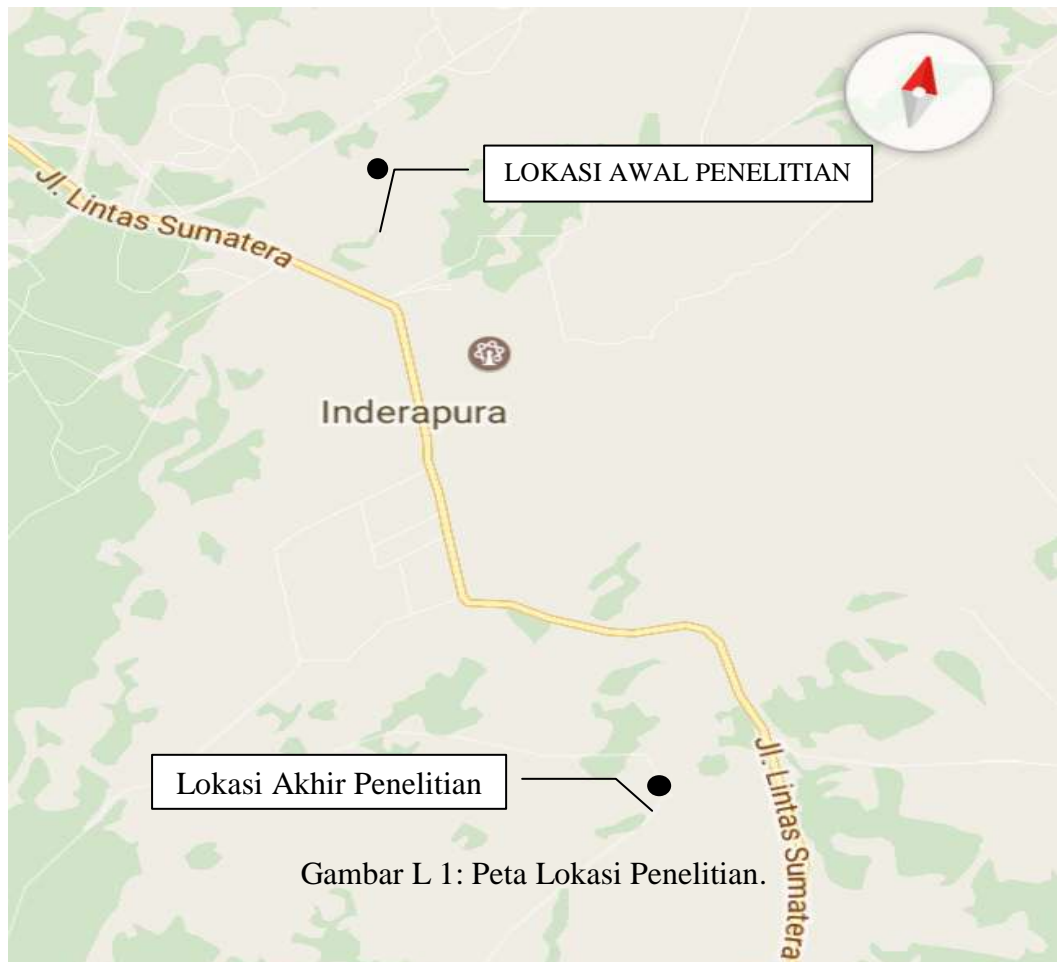 LOKASI AWAL PENELITIAN
Jl. Lintas Sumatera
Inderapura
Lokasi Akhir Penelitian
Jl. Lintas Sumatera
Gambar L 1: Peta Lokasi Penelitian.